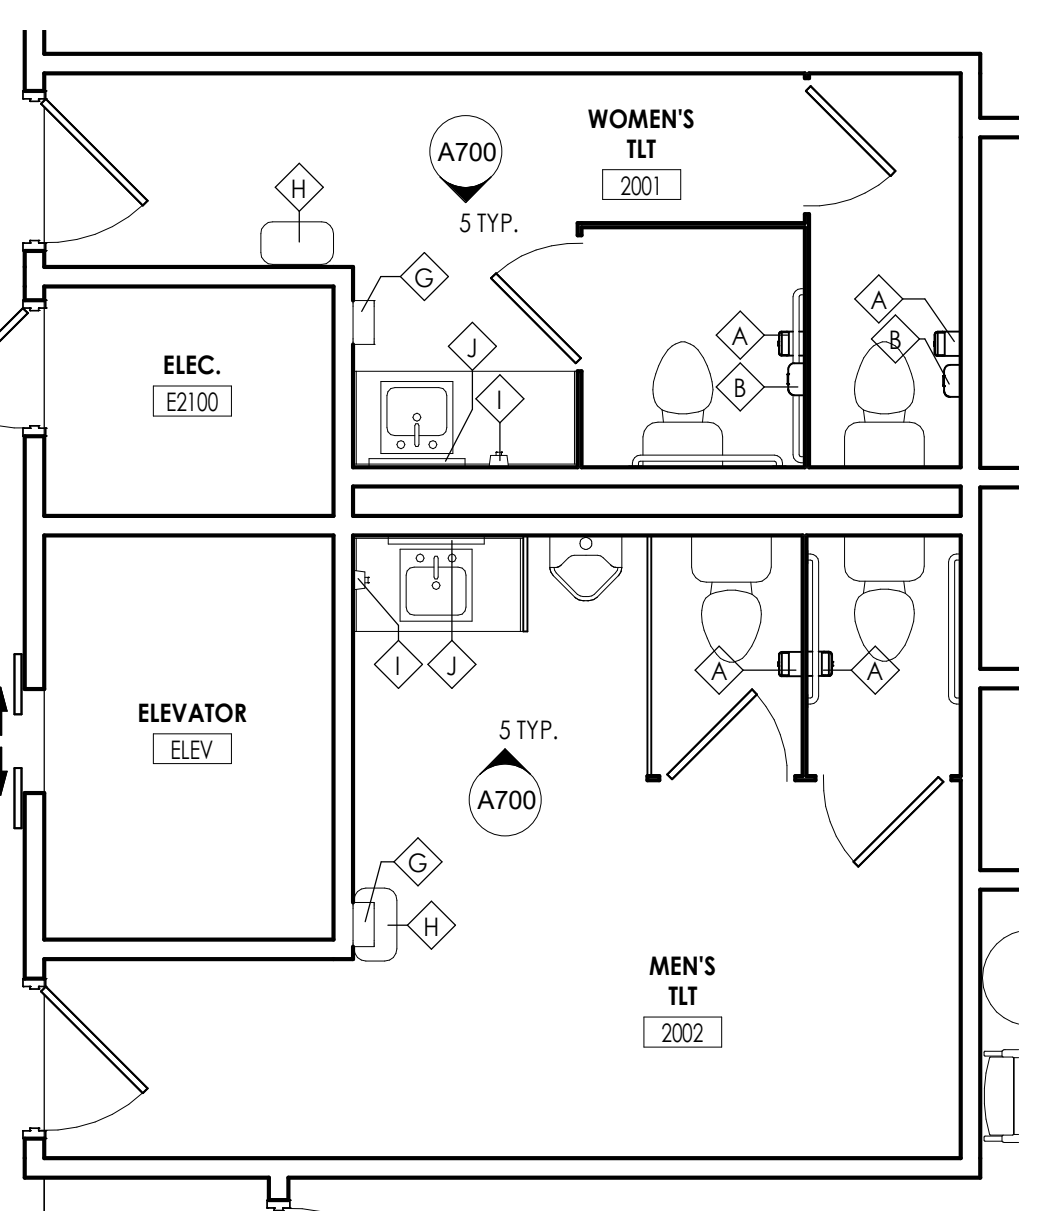 WOMEN'S
TLT
2001
A700
5 TYP.
H
G
J
I
A
B
A
B
ELEC.
E2100
ELEVATOR
ELEV
I
J
A
A
5 TYP.
A700
G
H
MEN'S
TLT
2002